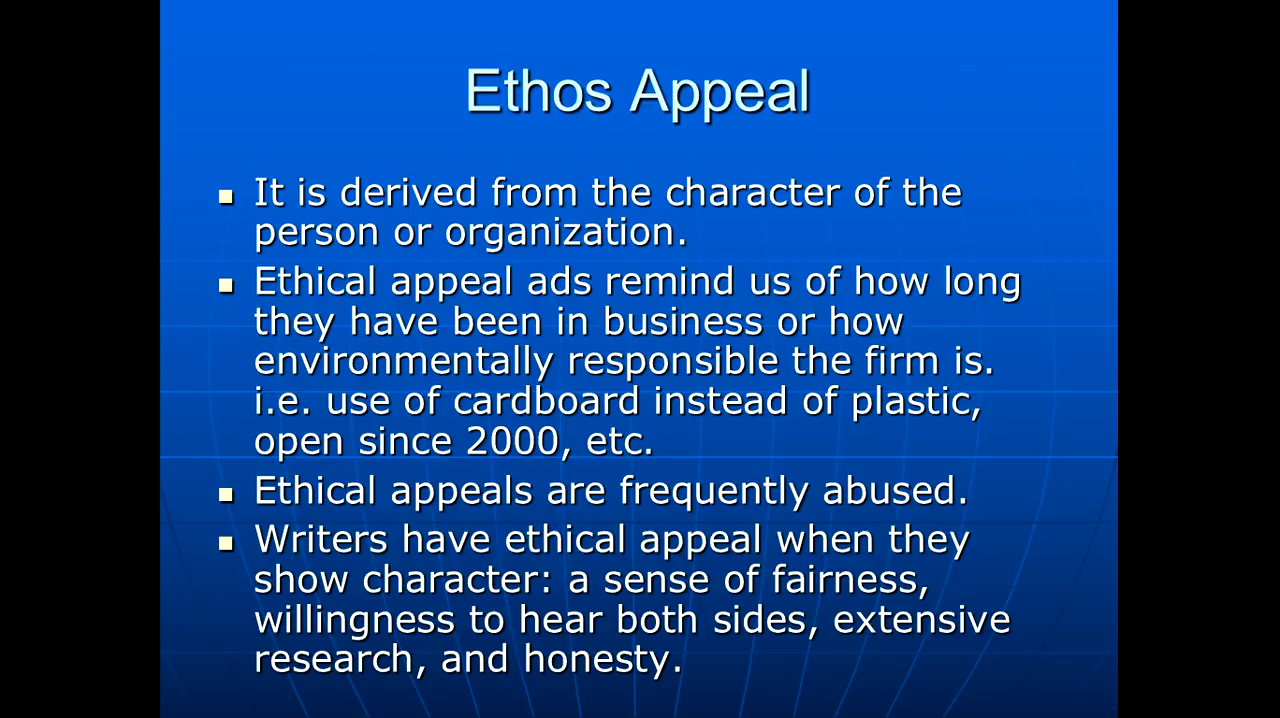 Ethos Appeal
It is derived from the character of the
person or organization.
Ethical appeal ads remind us of how long
they have been in business or how
environmentally responsible the firm is.
i.e. use of cardboard instead of plastic,
open since 2000, etc.
Ethical appeals are frequently abused.
Writers have ethical appeal when they
show character: a sense of fairness,
willingness to hear both sides, extensive
research, and honesty.